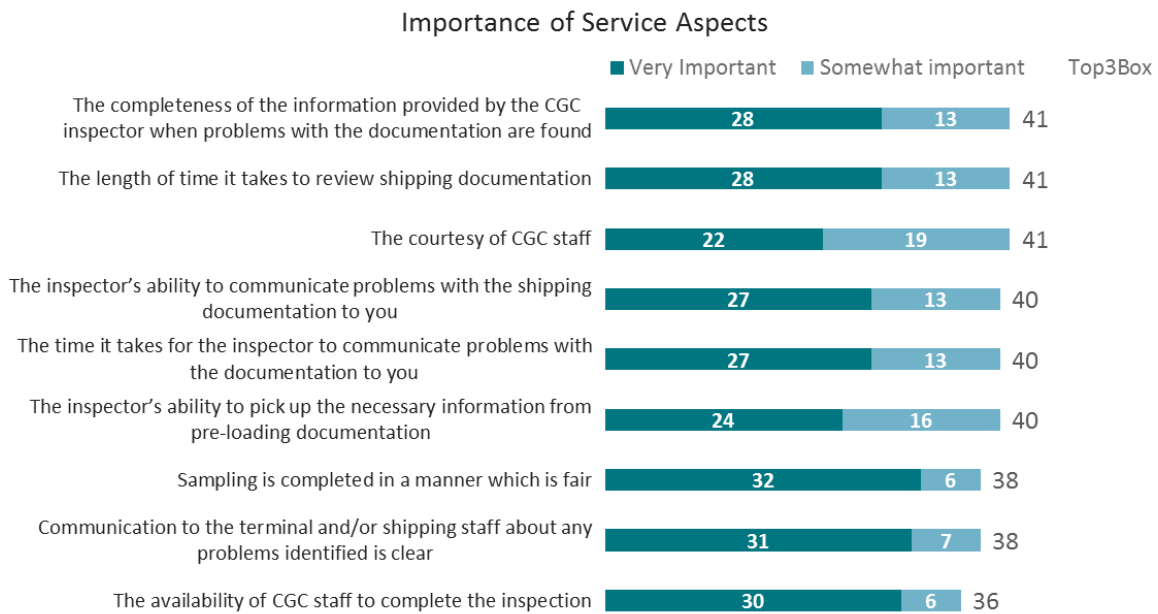 Importance of Service Aspects
Very Important Somewhat important Top3Box
The completeness of the information provided by the CGC
inspector when problems with the documentation are found
28 13 41
The length of time it takes to review shipping documentation 28 13 41
The courtesy of CGC staff 22 19 41
The inspector’s ability to communicate problems with the shipping
documentation to you
27 13 40
The time it takes for the inspector to communicate problems with
the documentation to you
27 13 40
The inspector’s ability to pick up the necessary information from
pre-loading documentation
24 16 40
Sampling is completed in a manner which is fair 32 6 38
Communication to the terminal and/or shipping staff about any
problems identified is clear
31 7 38
The availability of CGC staff to complete the inspection 30 6 36